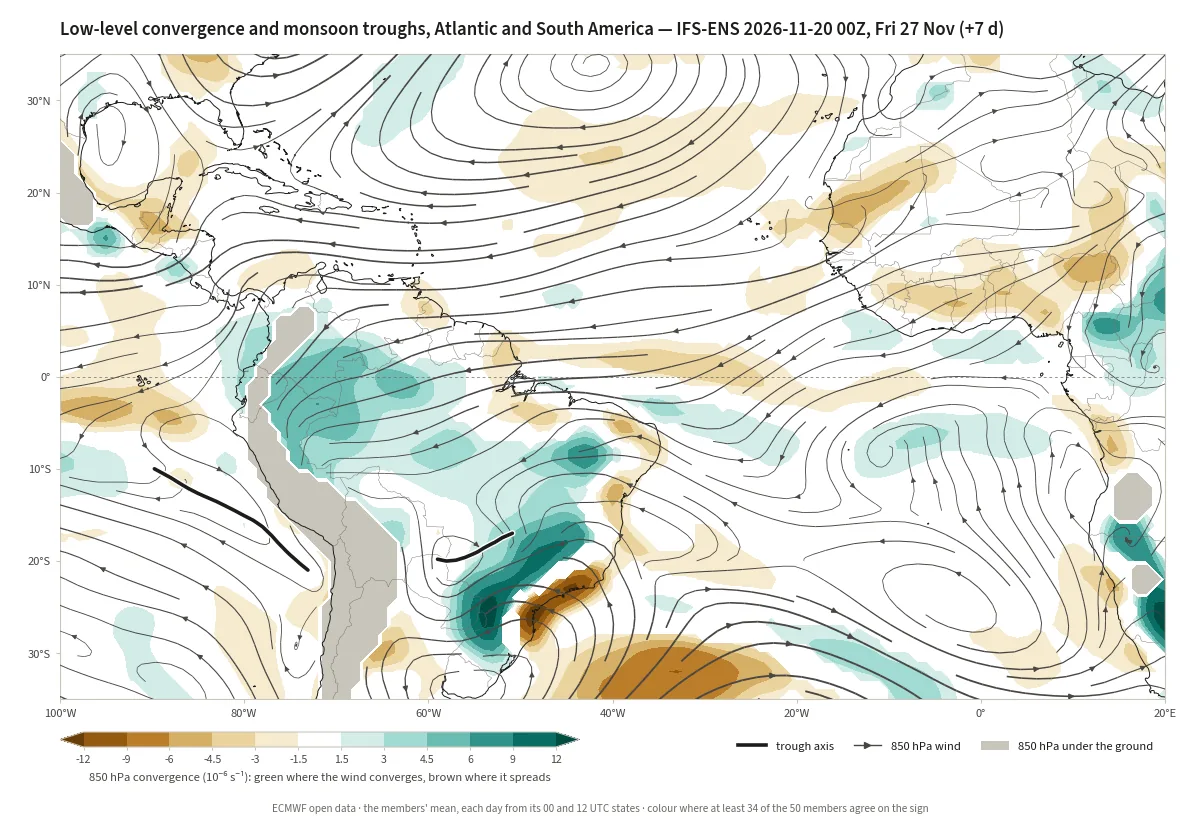 Low-level convergence and monsoon troughs, Atlantic and South America — IFS-ENS 2026-11-20 00Z, Fri 27 Nov (+7 d)
30°N
20°N
10°N
0°
10°S
20°S
30°S
100°W 80°W 60°W 40°W 20°W 0° 20°E
-12 -9 -6 -4.5 -3 -1.5 1.5 3 4.5 6 9 12
850 hPa convergence (10⁻⁶ s⁻¹): green where the wind converges, brown where it spreads
trough axis 850 hPa wind 850 hPa under the ground
ECMWF open data · the members' mean, each day from its 00 and 12 UTC states · colour where at least 34 of the 50 members agree on the sign